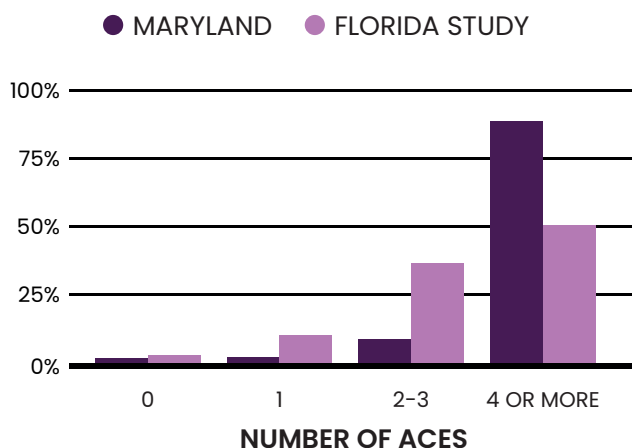 MARYLAND FLORIDA STUDY
100%
75%
50%
25%
0%
0 1 2-3 4 OR MORE
NUMBER OF ACES